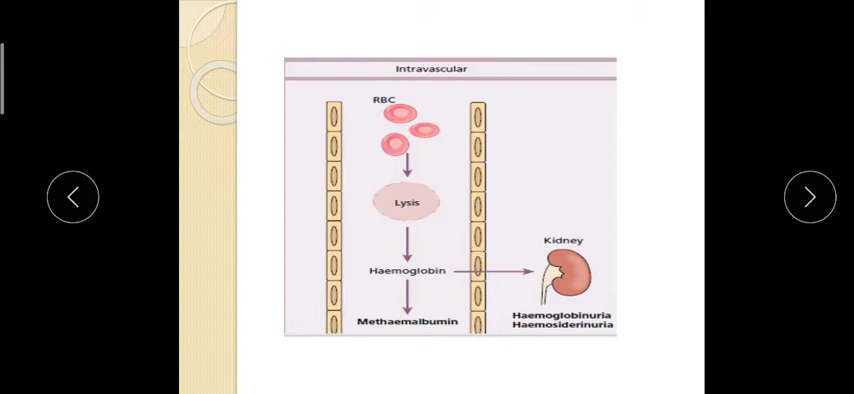 Intravascular
RBC
Lysis
Kidney
Haemoglobin
Haemoglobinuria
Haemosiderinuria
Methaemalbumin